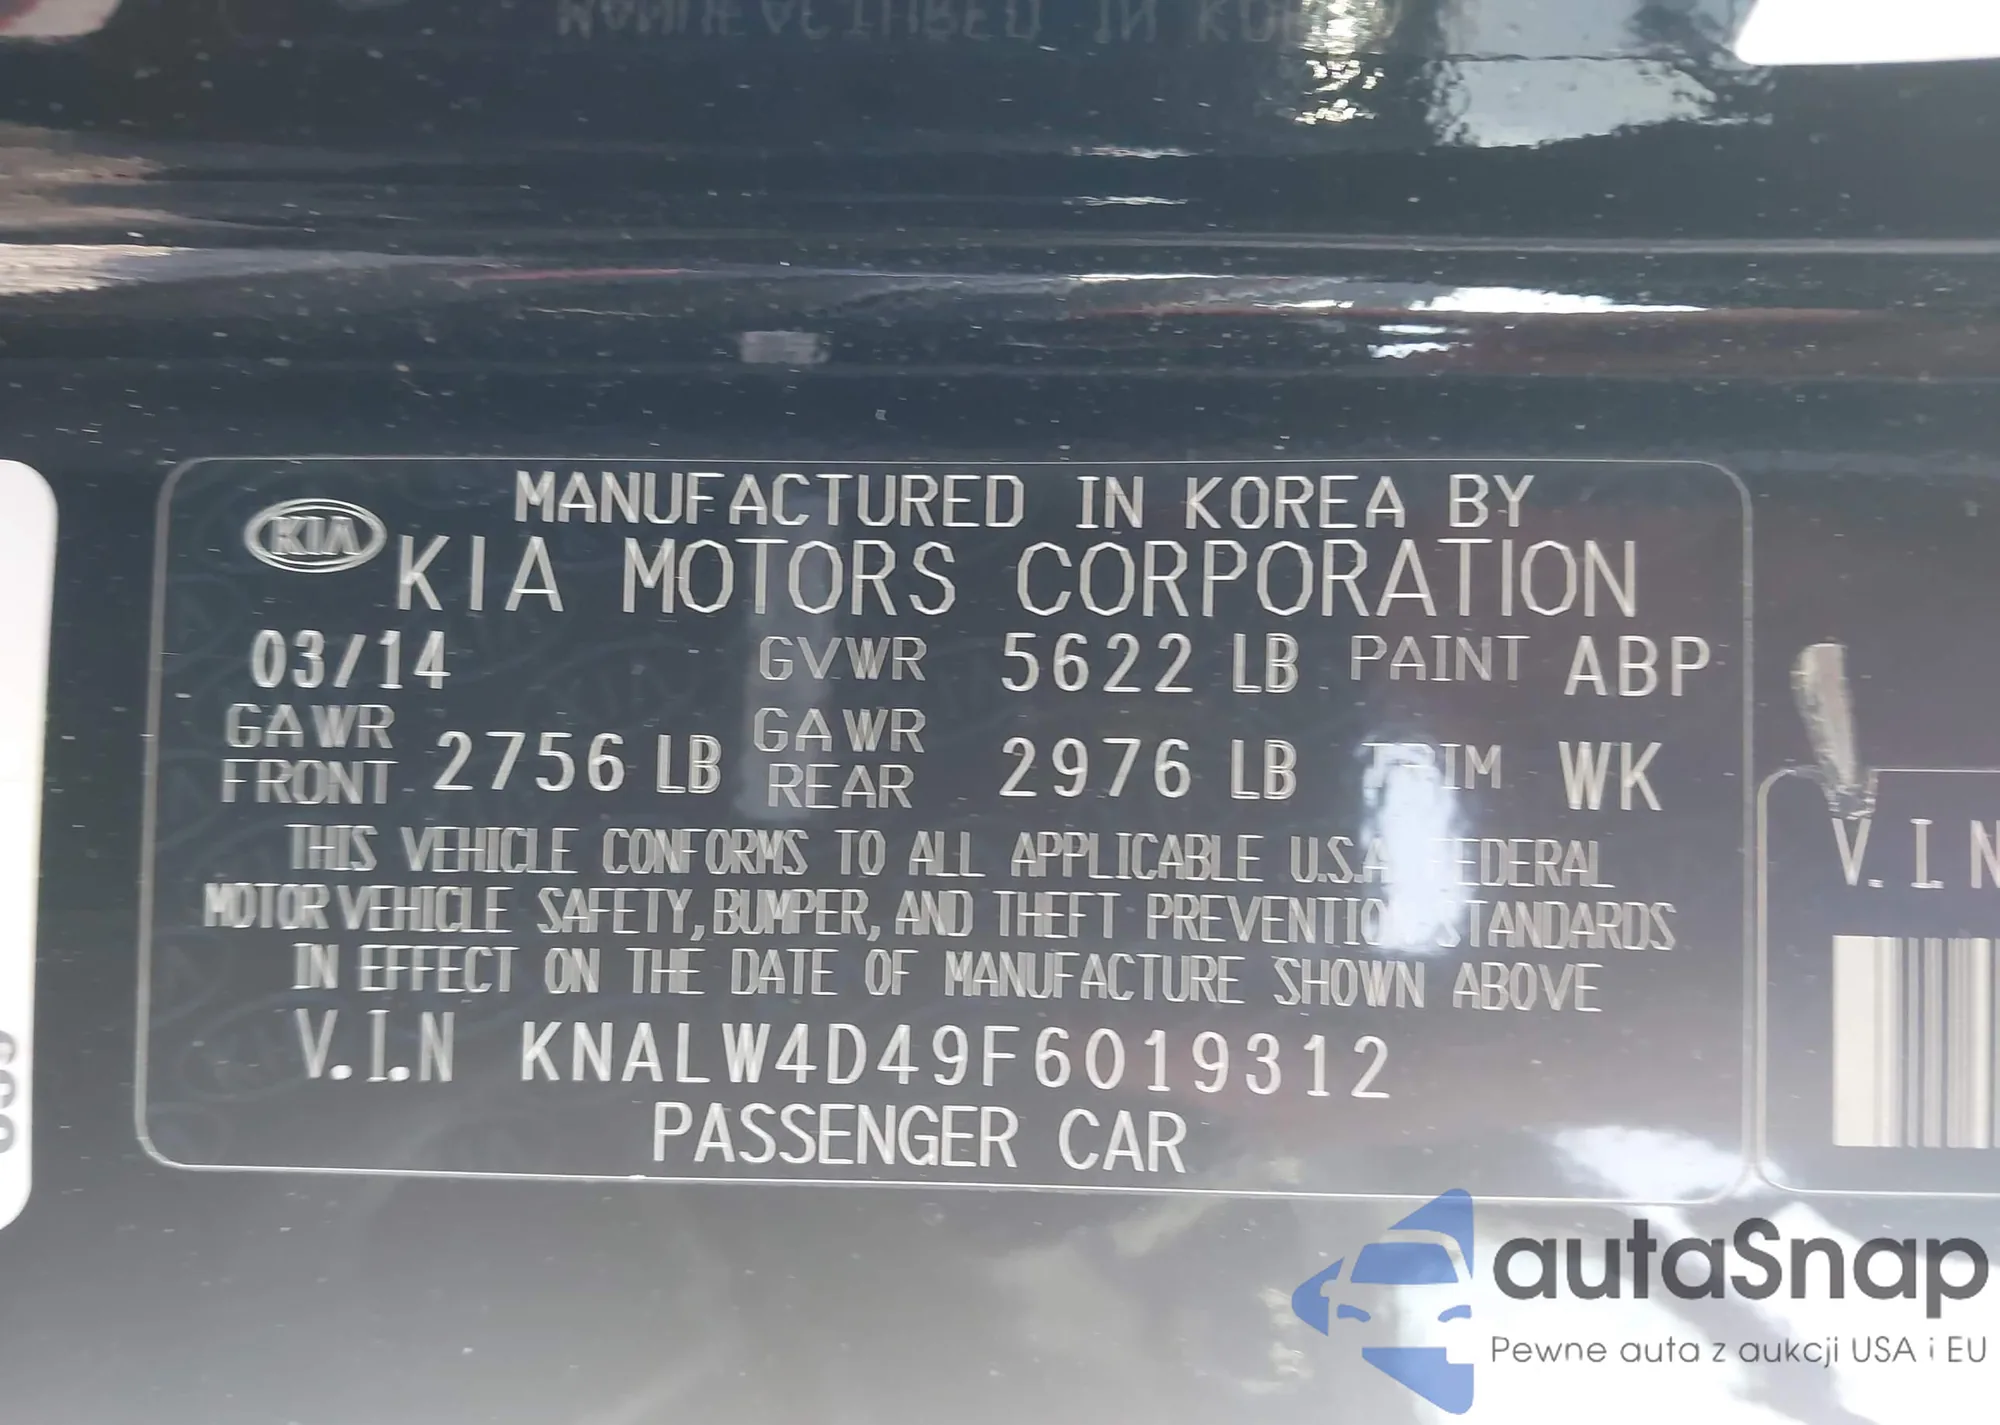 MANUFACTURED IN KOREA BY
KIA KIA MOTORS CORPORATION
03/14 GVWR 5622 LB PAINT ABP
GAWR FRONT 2756 LB GAWR REAR 2976 LB TRIM WK
THIS VEHICLE CONFORMS TO ALL APPLICABLE U.S.A FEDERAL
MOTOR VEHICLE SAFETY, BUMPER, AND THEFT PREVENTION STANDARDS
IN EFFECT ON THE DATE OF MANUFACTURE SHOWN ABOVE
V.I.N KNALW4D49F6019312
PASSENGER CAR
V.I.N
autaSnap
Pewne auta z aukcji USA i EU